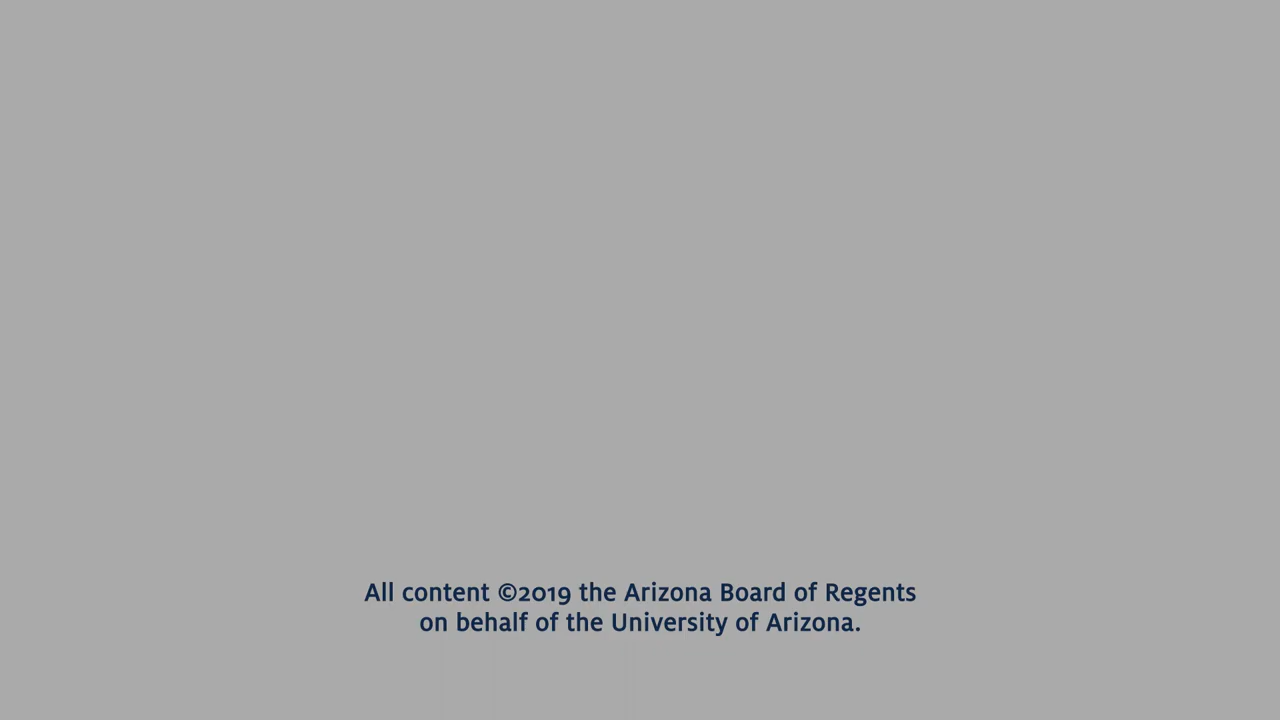 All content ©2019 the Arizona Board of Regents
on behalf of the University of Arizona.